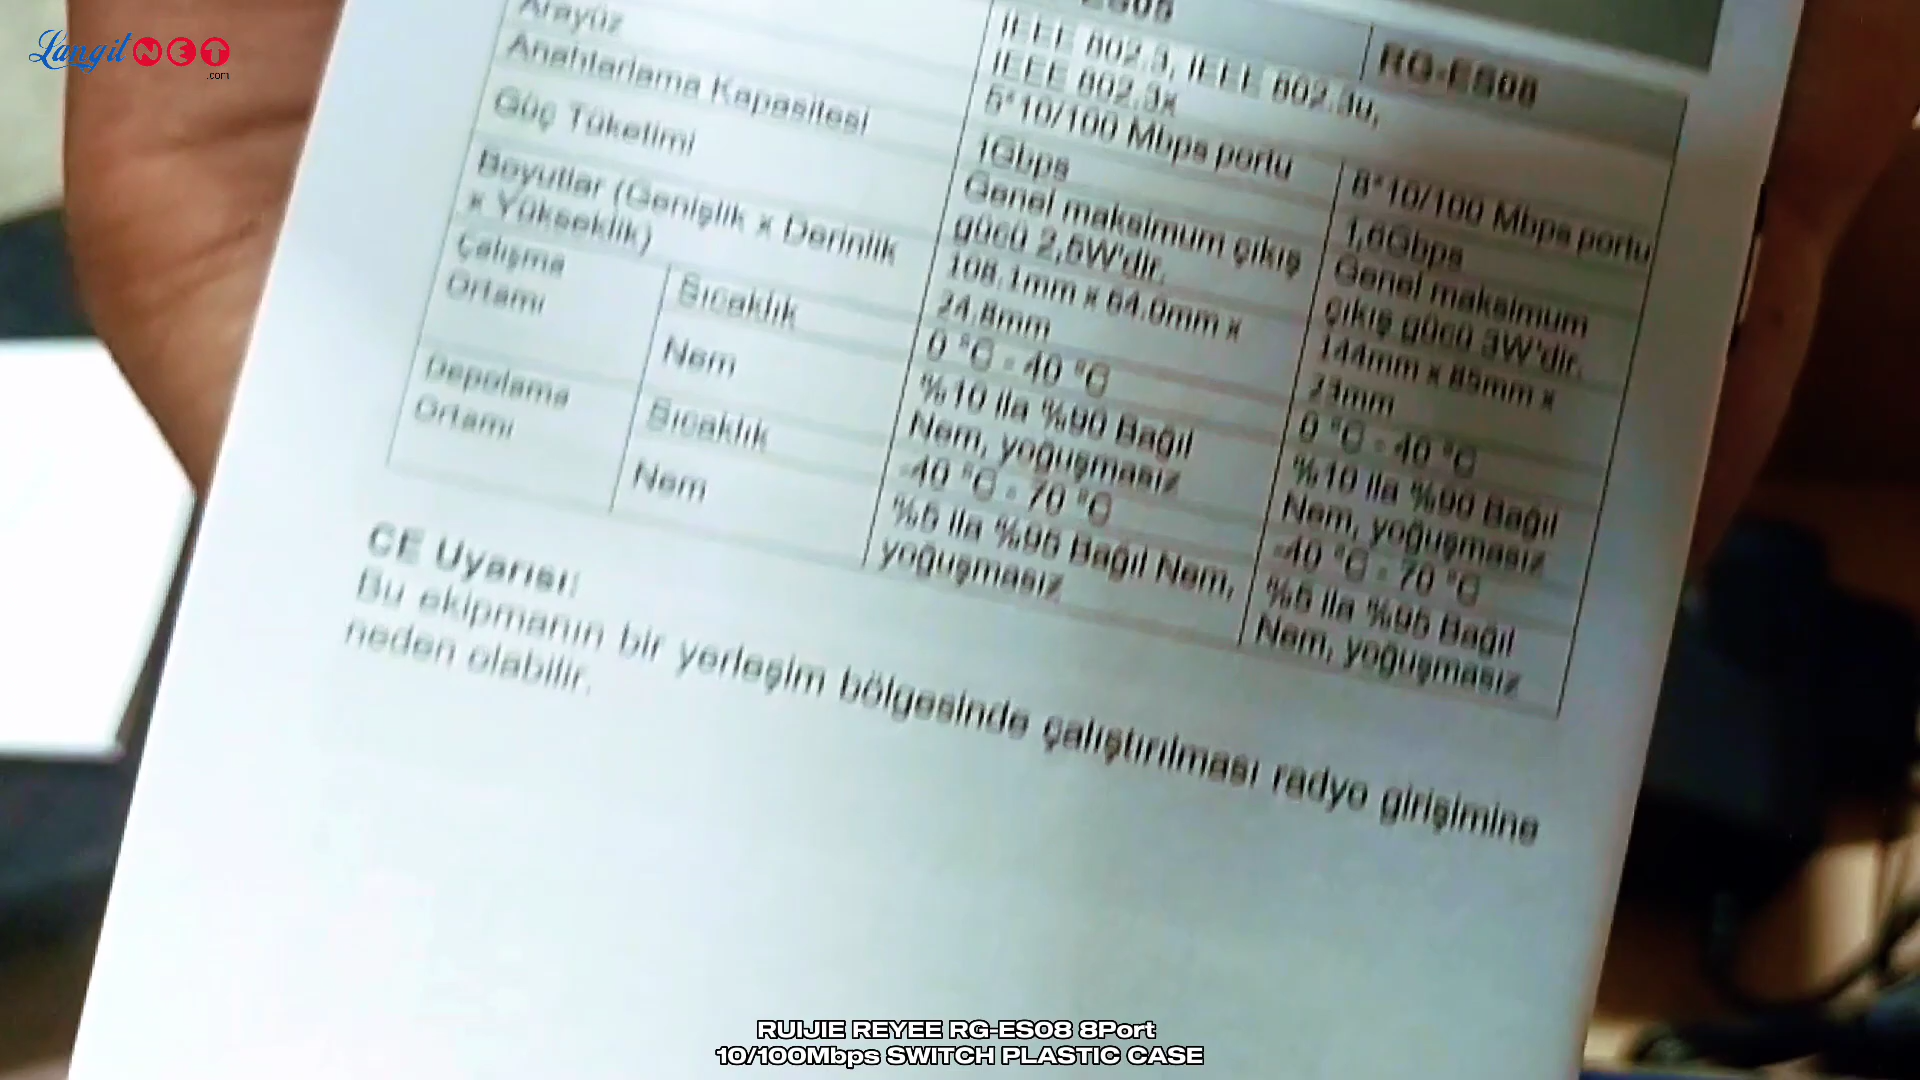 LangitNET
.com
ES05
RG-ES08
IEEE 802.3, IEEE 802.3u,
IEEE 802.3x
Arayüz
5*10/100 Mbps portu
8*10/100 Mbps portu
Anahtarlama Kapasitesi
1Gbps
1,6Gbps
Güç Tüketimi
Genel maksimum çıkış
gücü 2,5W'dir.
Genel maksimum
çıkış gücü 3W'dir.
Boyutlar (Genişlik x Derinlik
x Yükseklik)
108.1mm x 64.0mm x
24.8mm
144mm x 85mm x
23mm
Çalışma
Ortamı
Sıcaklık
0 °C - 40 °C
0 °C - 40 °C
Nem
%10 ila %90 Bağıl
Nem, yoğuşmasız
%10 ila %90 Bağıl
Nem, yoğuşmasız
Depolama
Ortamı
Sıcaklık
-40 °C - 70 °C
-40 °C - 70 °C
Nem
%5 ila %95 Bağıl Nem,
yoğuşmasız
%5 ila %95 Bağıl
Nem, yoğuşmasız
CE Uyarısı:
Bu ekipmanın bir yerleşim bölgesinde çalıştırılması radyo girişimine
neden olabilir.
RUIJIE REYEE RG-ES08 8Port
10/100Mbps SWITCH PLASTIC CASE